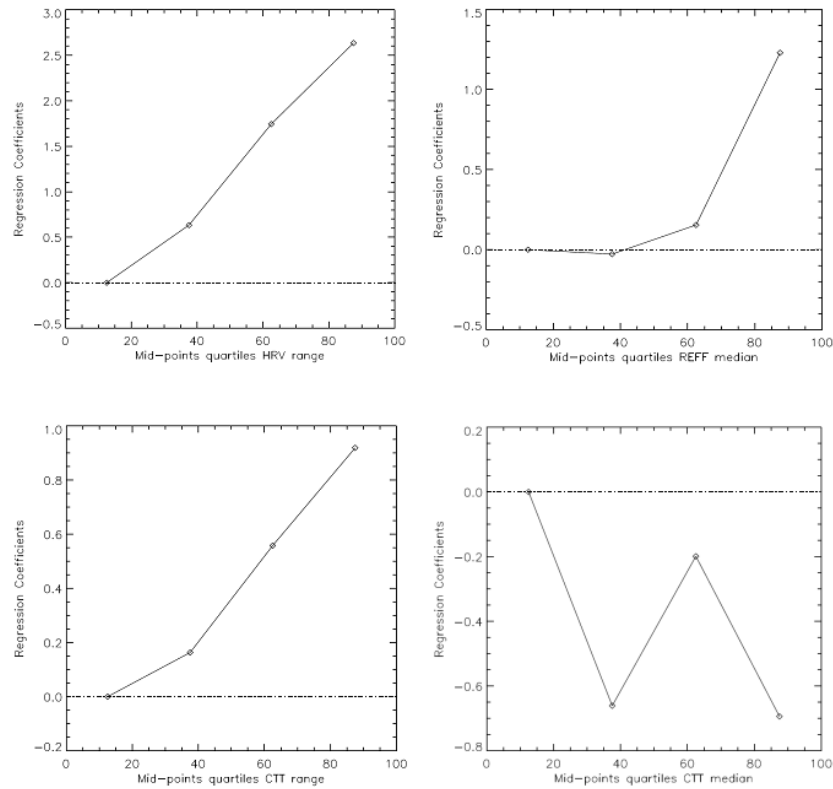 3.0
2.5
2.0
1.5
1.0
0.5
0.0
−0.5
Regression Coefficients
0 20 40 60 80 100
Mid−points quartiles HRV range
1.5
1.0
0.5
0.0
−0.5
Regression Coefficients
0 20 40 60 80 100
Mid−points quartiles REFF median
1.0
0.8
0.6
0.4
0.2
0.0
−0.2
Regression Coefficients
0 20 40 60 80 100
Mid−points quartiles CTT range
0.2
0.0
−0.2
−0.4
−0.6
−0.8
Regression Coefficients
0 20 40 60 80 100
Mid−points quartiles CTT median